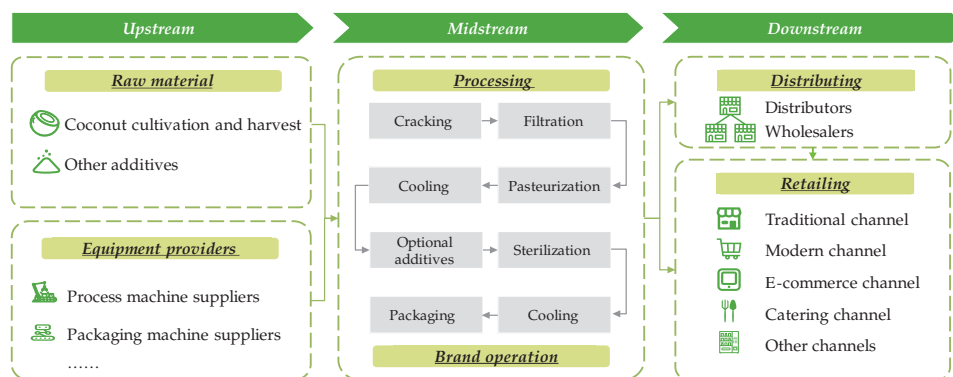 Upstream
Midstream
Downstream
Raw material
Coconut cultivation and harvest
Other additives
Equipment providers
Process machine suppliers
Packaging machine suppliers
……
Processing
Cracking
Filtration
Cooling
Pasteurization
Optional
additives
Sterilization
Packaging
Cooling
Brand operation
Distributing
Distributors
Wholesalers
Retailing
Traditional channel
Modern channel
E-commerce channel
Catering channel
Other channels